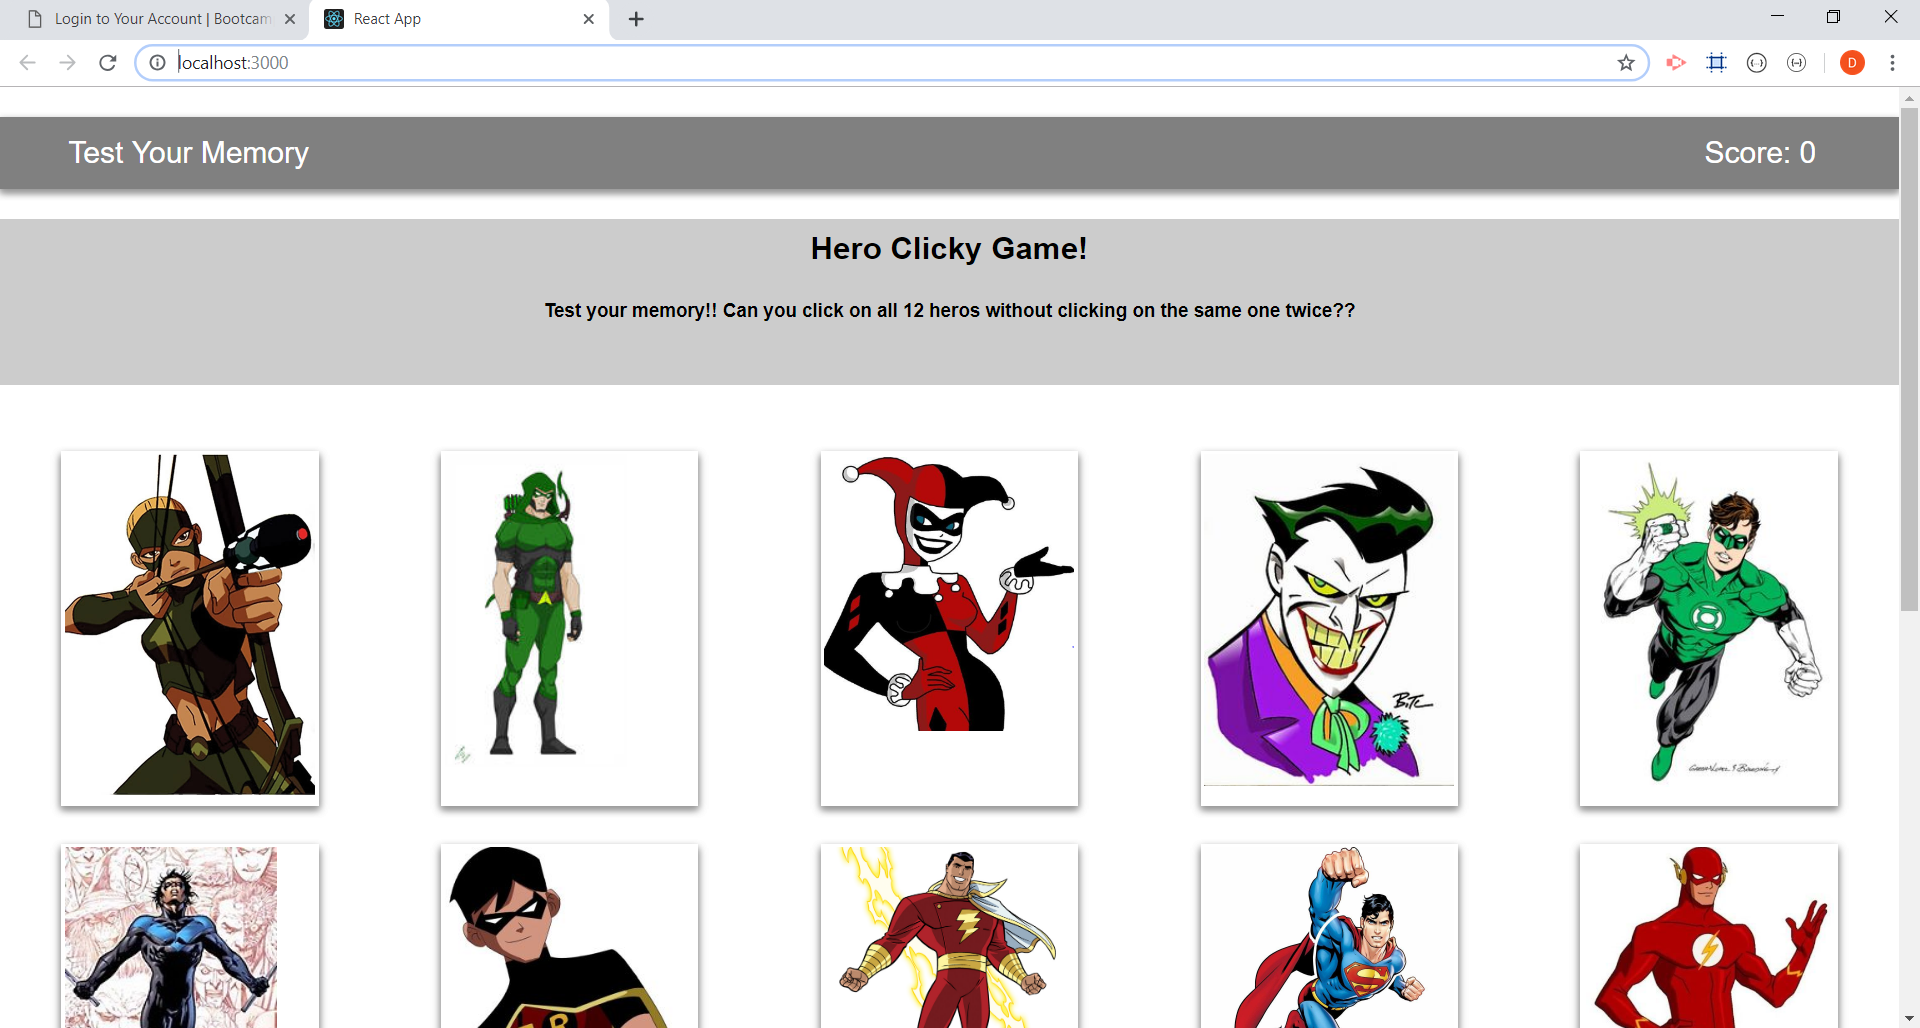 Login to Your Account | Bootcam
React App
localhost:3000
D
Test Your Memory
Score: 0
Hero Clicky Game!
Test your memory!! Can you click on all 12 heros without clicking on the same one twice??
R